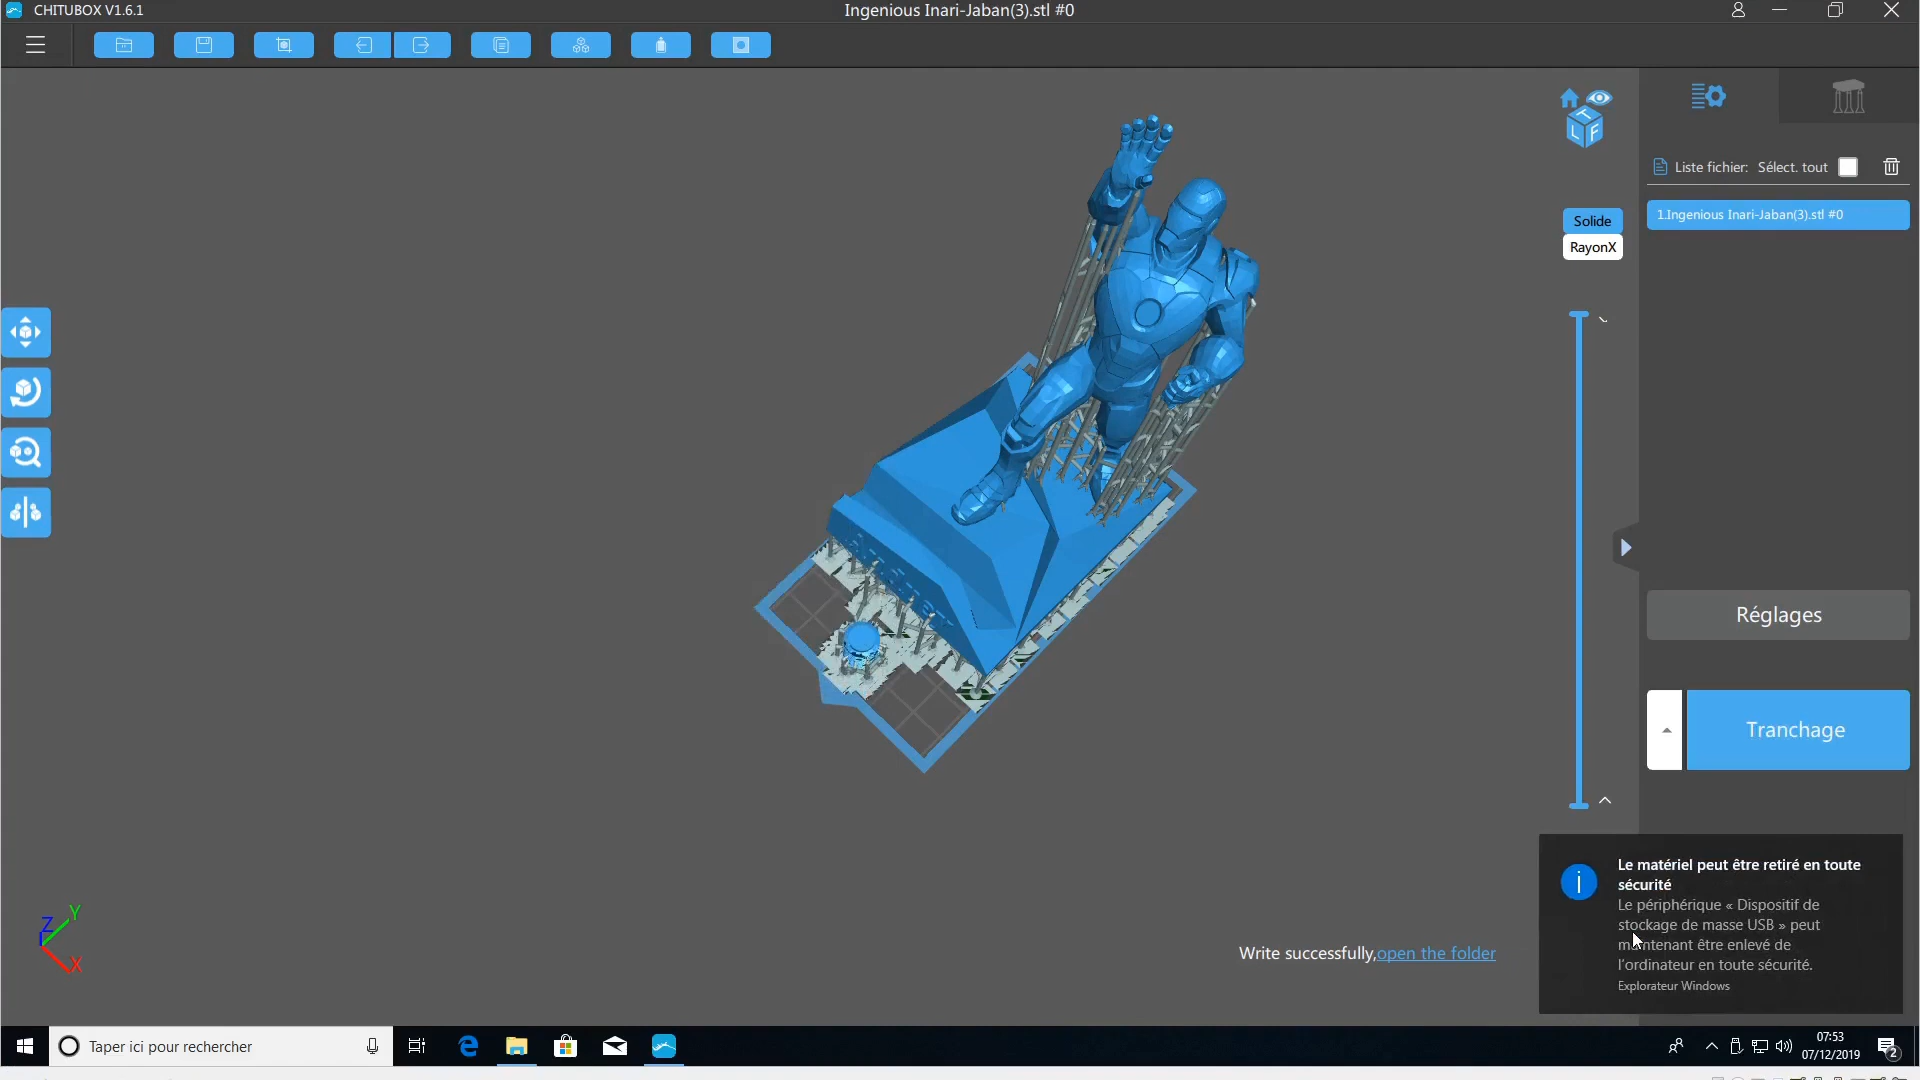 CHITUBOX V1.6.1
Ingenious Inari-Jaban(3).stl #0
Liste fichier: Sélect. tout
1.Ingenious Inari-Jaban(3).stl #0
T
L F
Solide
RayonX
Réglages
Tranchage
Le matériel peut être retiré en toute
sécurité
Le périphérique « Dispositif de
stockage de masse USB » peut
maintenant être enlevé de
l'ordinateur en toute sécurité.
Explorateur Windows
Z Y
X
Write successfully,open the folder
Taper ici pour rechercher
07:53
07/12/2019
2